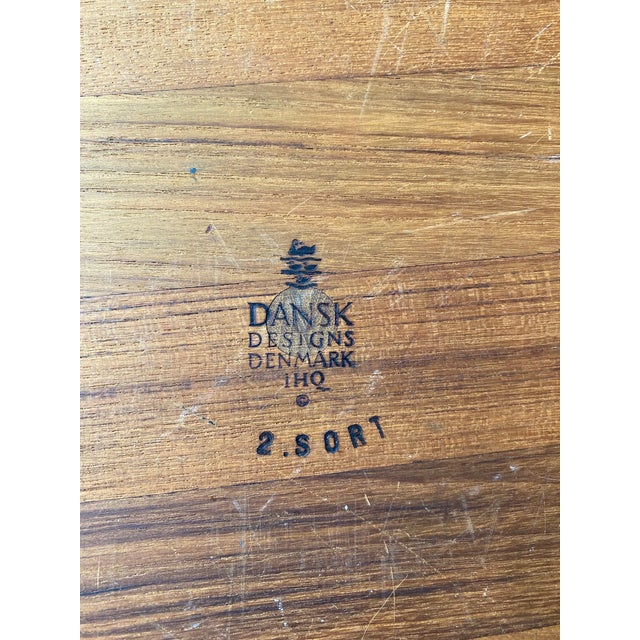 DANSK
DESIGNS
DENMARK
IHQ
2.SORT